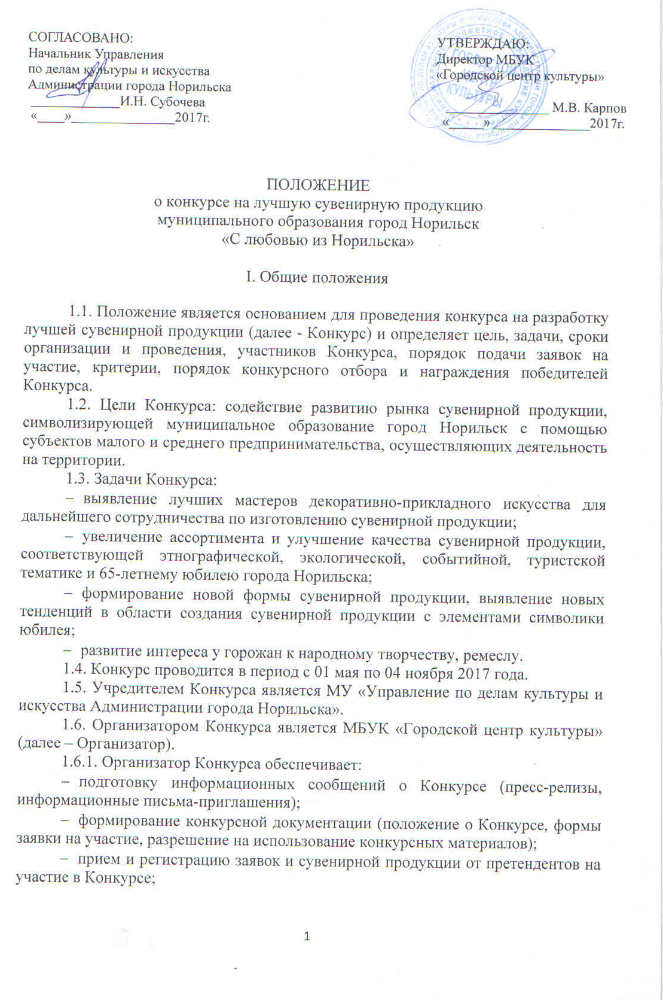 СОГЛАСОВАНО:
Начальник Управления
по делам культуры и искусства
Администрации города Норильска
_____________И.Н. Субочева
«____»_______________2017г.
УТВЕРЖДАЮ:
Директор МБУК
«Городской центр культуры»
_______________ М.В. Карпов
«_____»______________2017г.
ГОРОДСКОЙ
ЦЕНТР
КУЛЬТУРЫ
ПОЛОЖЕНИЕ
о конкурсе на лучшую сувенирную продукцию
муниципального образования город Норильск
«С любовью из Норильска»
I. Общие положения
1.1. Положение является основанием для проведения конкурса на разработку
лучшей сувенирной продукции (далее - Конкурс) и определяет цель, задачи, сроки
организации и проведения, участников Конкурса, порядок подачи заявок на
участие, критерии, порядок конкурсного отбора и награждения победителей
Конкурса.
1.2. Цели Конкурса: содействие развитию рынка сувенирной продукции,
символизирующей муниципальное образование город Норильск с помощью
субъектов малого и среднего предпринимательства, осуществляющих деятельность
на территории.
1.3. Задачи Конкурса:
– выявление лучших мастеров декоративно-прикладного искусства для
дальнейшего сотрудничества по изготовлению сувенирной продукции;
– увеличение ассортимента и улучшение качества сувенирной продукции,
соответствующей этнографической, экологической, событийной, туристской
тематике и 65-летнему юбилею города Норильска;
– формирование новой формы сувенирной продукции, выявление новых
тенденций в области создания сувенирной продукции с элементами символики
юбилея;
– развитие интереса у горожан к народному творчеству, ремеслу.
1.4. Конкурс проводится в период с 01 мая по 04 ноября 2017 года.
1.5. Учредителем Конкурса является МУ «Управление по делам культуры и
искусства Администрации города Норильска».
1.6. Организатором Конкурса является МБУК «Городской центр культуры»
(далее – Организатор).
1.6.1. Организатор Конкурса обеспечивает:
– подготовку информационных сообщений о Конкурсе (пресс-релизы,
информационные письма-приглашения);
– формирование конкурсной документации (положение о Конкурсе, формы
заявки на участие, разрешение на использование конкурсных материалов);
– прием и регистрацию заявок и сувенирной продукции от претендентов на
участие в Конкурсе;
1